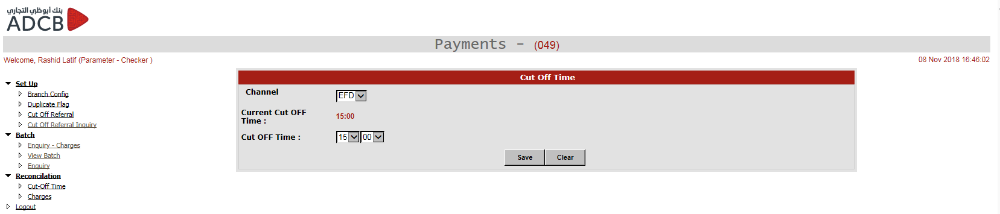 بنك أبوظبي التجاري
ADCB
Payments - (049)
Welcome, Rashid Latif (Parameter - Checker )
08 Nov 2018 16:46:02
Set Up
Branch Config
Duplicate Flag
Cut Off Referral
Cut Off Referral Inquiry
Batch
Enquiry - Charges
View Batch
Enquiry
Reconcilation
Cut-Off Time
Charges
Logout
Cut Off Time
Channel
EFD
Current Cut OFF
Time :
15:00
Cut OFF Time :
15 00
Save Clear